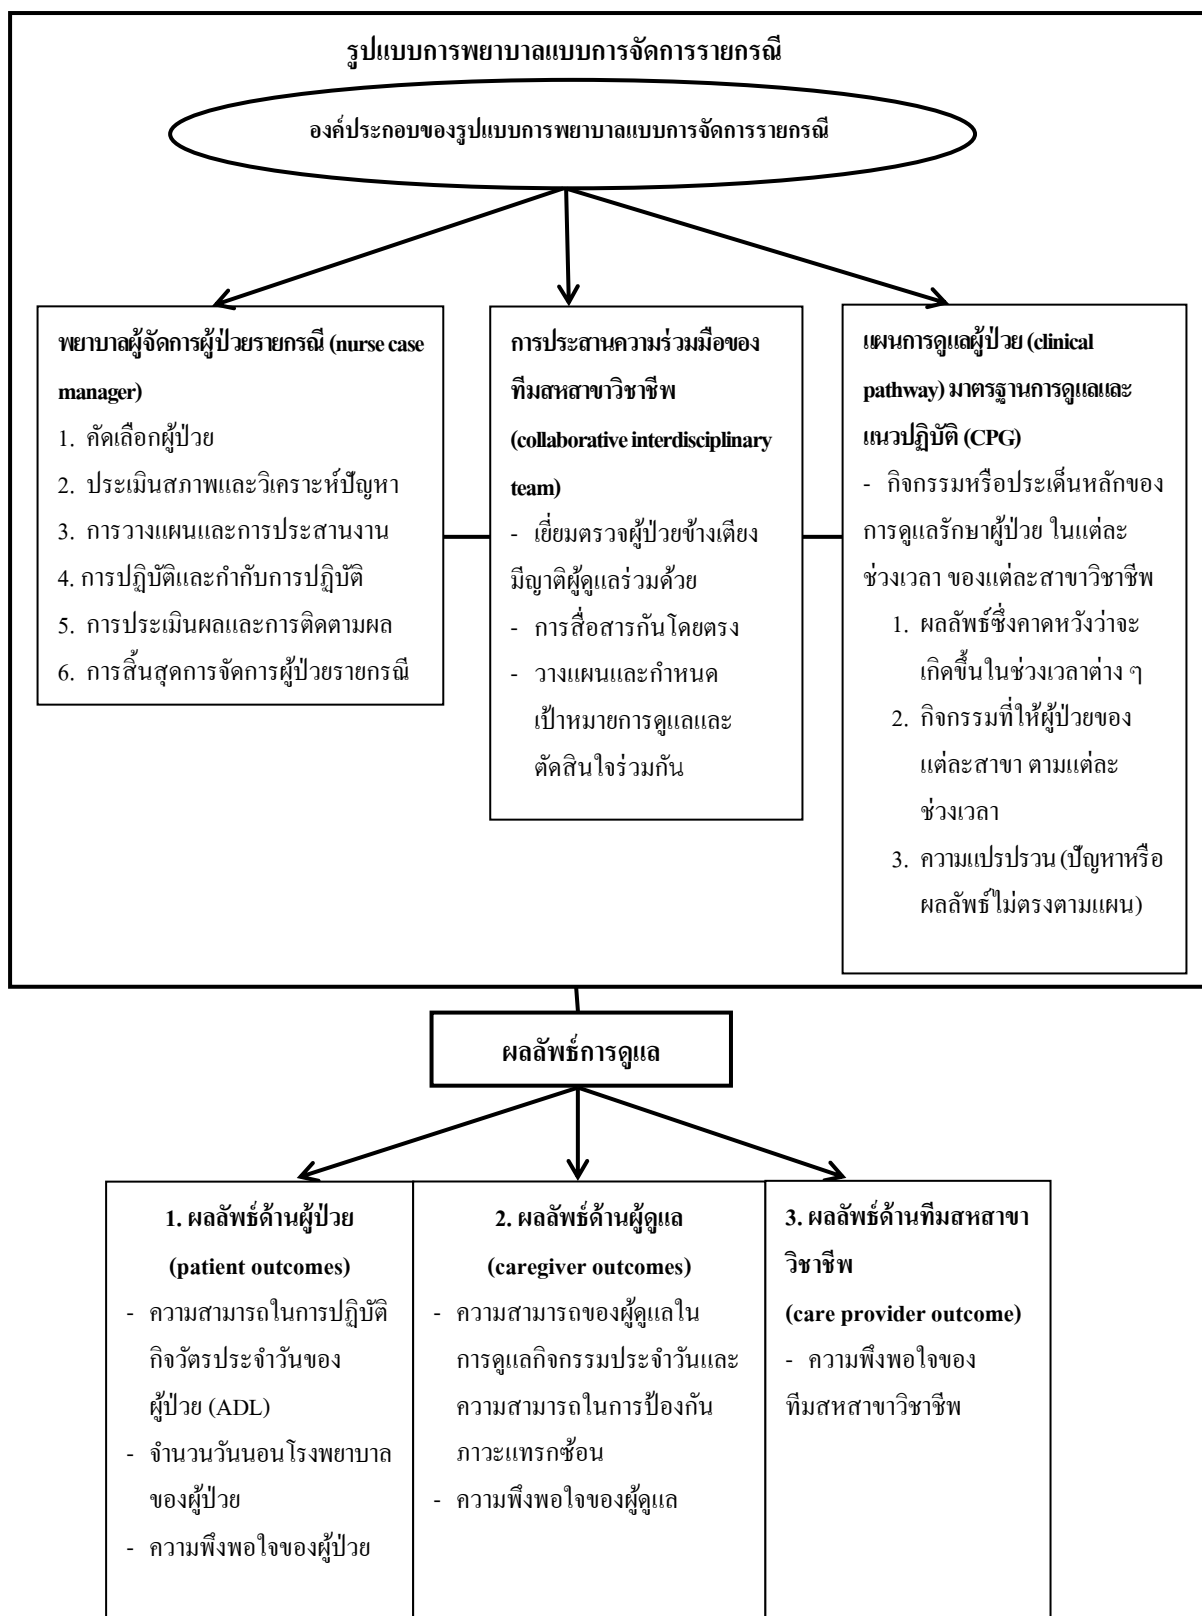 รูปแบบการพยาบาลแบบการจัดการรายกรณี
องค์ประกอบของรูปแบบการพยาบาลแบบการจัดการรายกรณี
พยาบาลผู้จัดการผู้ป่วยรายกรณี (nurse case
manager)
1. คัดเลือกผู้ป่วย
2. ประเมินสภาพและวิเคราะห์ปัญหา
3. การวางแผนและการประสานงาน
4. การปฏิบัติและกำกับการปฏิบัติ
5. การประเมินผลและการติดตามผล
6. การสิ้นสุดการจัดการผู้ป่วยรายกรณี
การประสานความร่วมมือของ
ทีมสหสาขาวิชาชีพ
(collaborative interdisciplinary
team)
- เยี่ยมตรวจผู้ป่วยข้างเตียง
มีญาติผู้ดูแลร่วมด้วย
- การสื่อสารกันโดยตรง
- วางแผนและกำหนด
เป้าหมายการดูแลและ
ตัดสินใจร่วมกัน
แผนการดูแลผู้ป่วย (clinical
pathway) มาตรฐานการดูแลและ
แนวปฏิบัติ (CPG)
- กิจกรรมหรือประเด็นหลักของ
การดูแลรักษาผู้ป่วย ในแต่ละ
ช่วงเวลา ของแต่ละสาขาวิชาชีพ
1. ผลลัพธ์ซึ่งคาดหวังว่าจะ
เกิดขึ้นในช่วงเวลาต่าง ๆ
2. กิจกรรมที่ให้ผู้ป่วยของ
แต่ละสาขา ตามแต่ละ
ช่วงเวลา
3. ความแปรปรวน (ปัญหาหรือ
ผลลัพธ์ไม่ตรงตามแผน)
ผลลัพธ์การดูแล
1. ผลลัพธ์ด้านผู้ป่วย
(patient outcomes)
- ความสามารถในการปฏิบัติ
กิจวัตรประจำวันของ
ผู้ป่วย (ADL)
- จำนวนวันนอนโรงพยาบาล
ของผู้ป่วย
- ความพึงพอใจของผู้ป่วย
2. ผลลัพธ์ด้านผู้ดูแล
(caregiver outcomes)
- ความสามารถของผู้ดูแลใน
การดูแลกิจกรรมประจำวันและ
ความสามารถในการป้องกัน
ภาวะแทรกซ้อน
- ความพึงพอใจของผู้ดูแล
3. ผลลัพธ์ด้านทีมสหสาขา
วิชาชีพ
(care provider outcome)
- ความพึงพอใจของ
ทีมสหสาขาวิชาชีพ